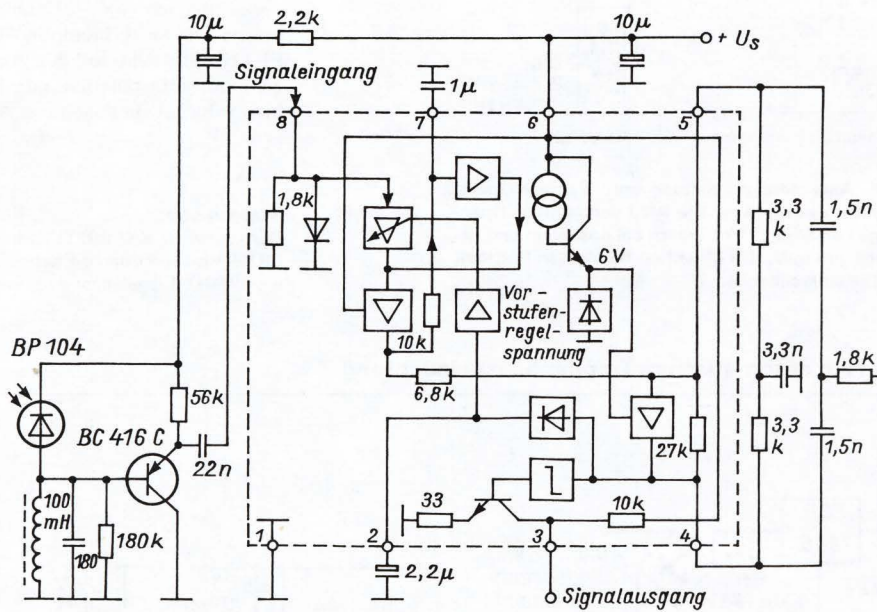 10µ
2,2k
10µ
+ Us
Signaleingang
1µ
8
7
6
5
1,8k
3,3
k
1,5n
6V
Vor-
stufen-
regel-
spannung
10k
BP 104
56k
6,8k
3,3n
1,8k
BC 416 C
22n
27k
3,3
k
1,5n
100
mH
180
180k
33
10k
1
2
3
4
2,2µ
Signalausgang